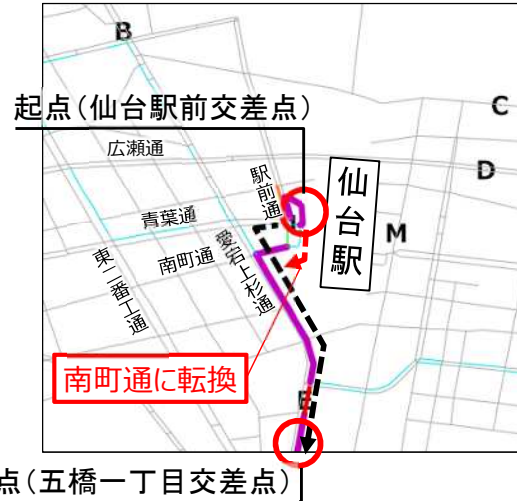 B
起点(仙台駅前交差点)
C
広瀬通
D
駅前通
仙台駅
青葉通
M
南町通
愛宕上杉通
東二番工通
南町通に転換
E
点(五橋一丁目交差点)